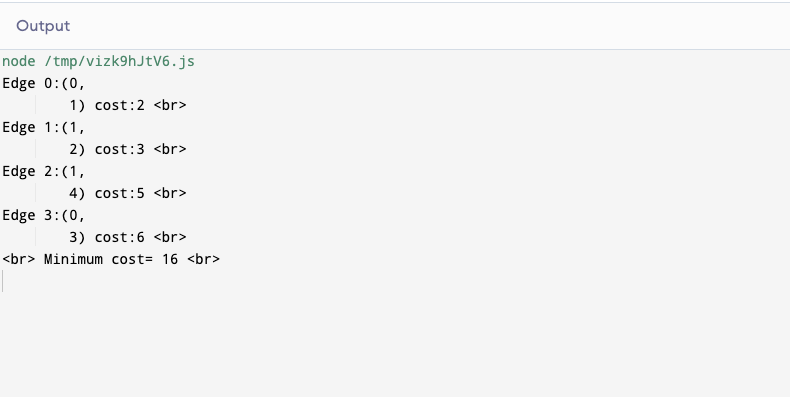 Output
node /tmp/vizk9hJtV6.js
Edge 0:(0,
1) cost:2 <br>
Edge 1:(1,
2) cost:3 <br>
Edge 2:(1,
4) cost:5 <br>
Edge 3:(0,
3) cost:6 <br>
<br> Minimum cost= 16 <br>